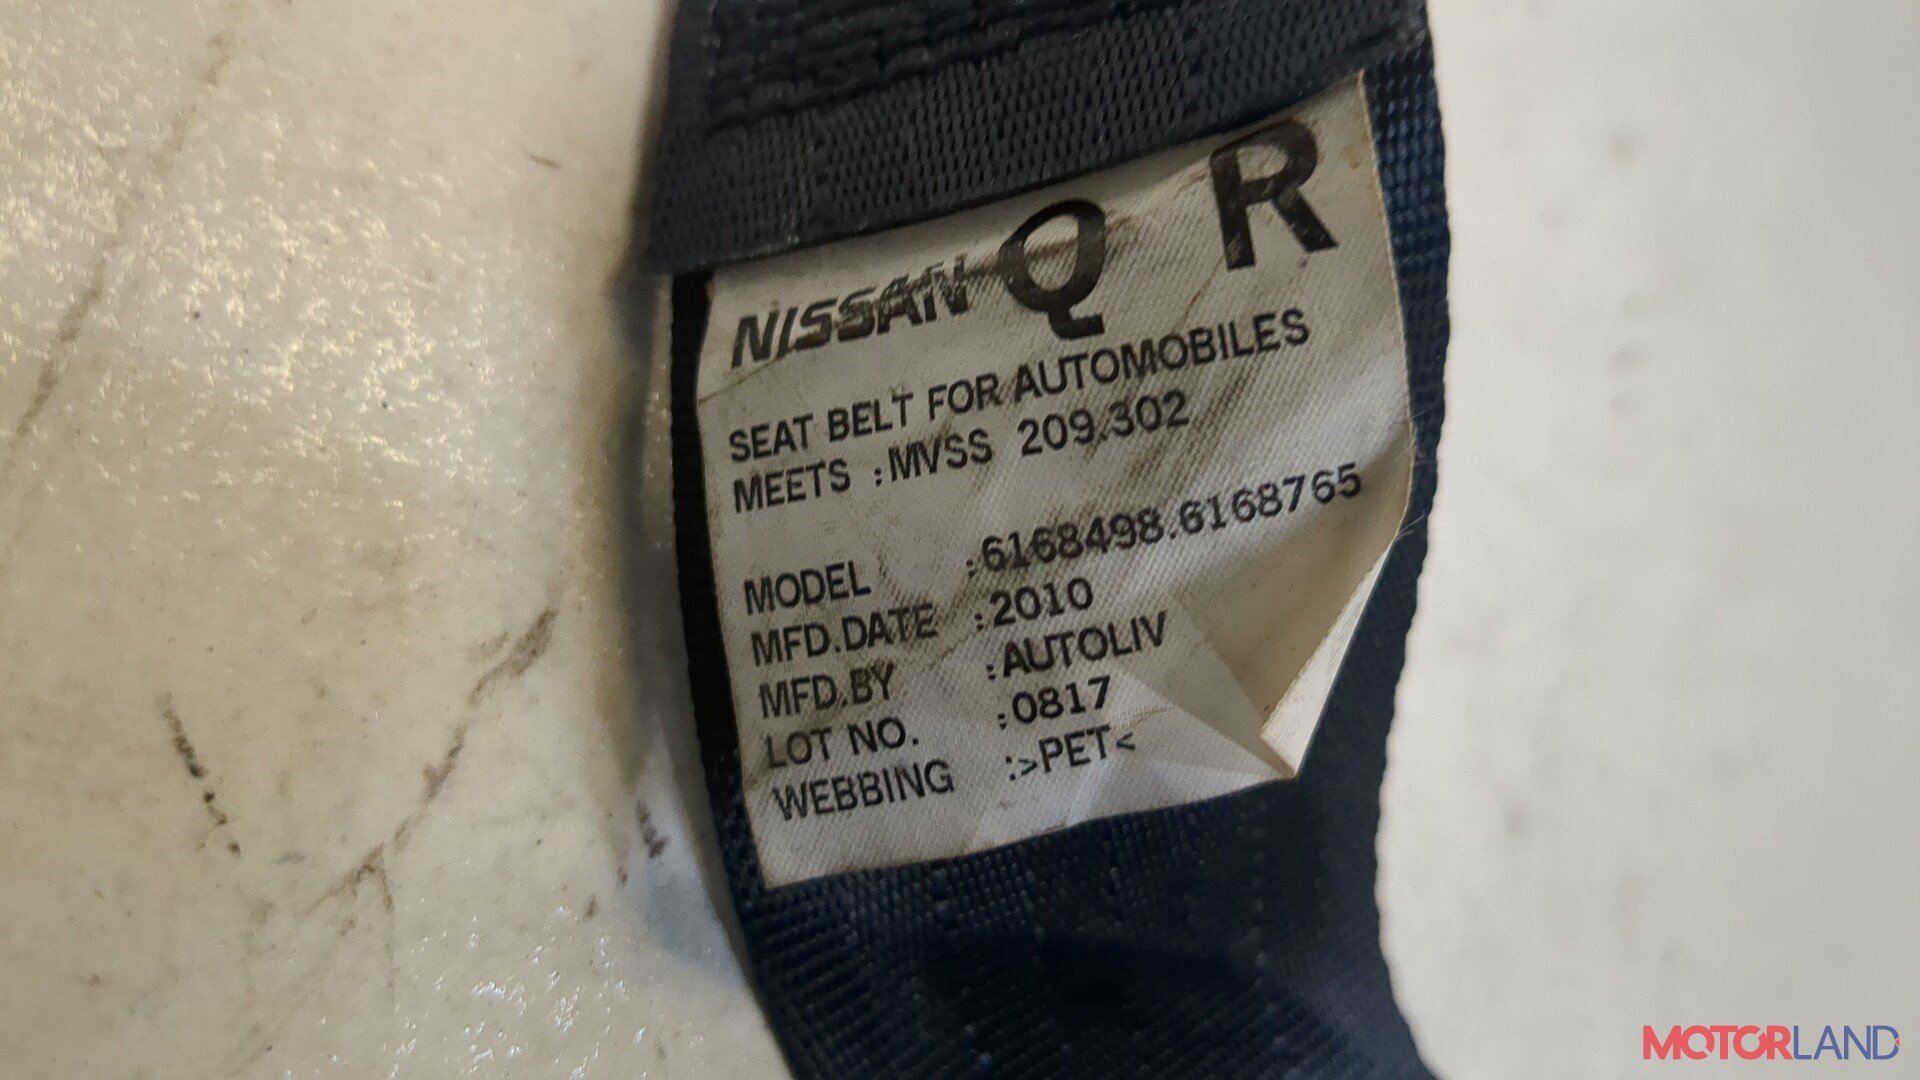 NISSAN Q R
SEAT BELT FOR AUTOMOBILES
MEETS :MVSS 209.302
MODEL :6168498.6168765
MFD.DATE :2010
MFD.BY :AUTOLIV
LOT NO. :0817
WEBBING :>PET<
MOTORLAND